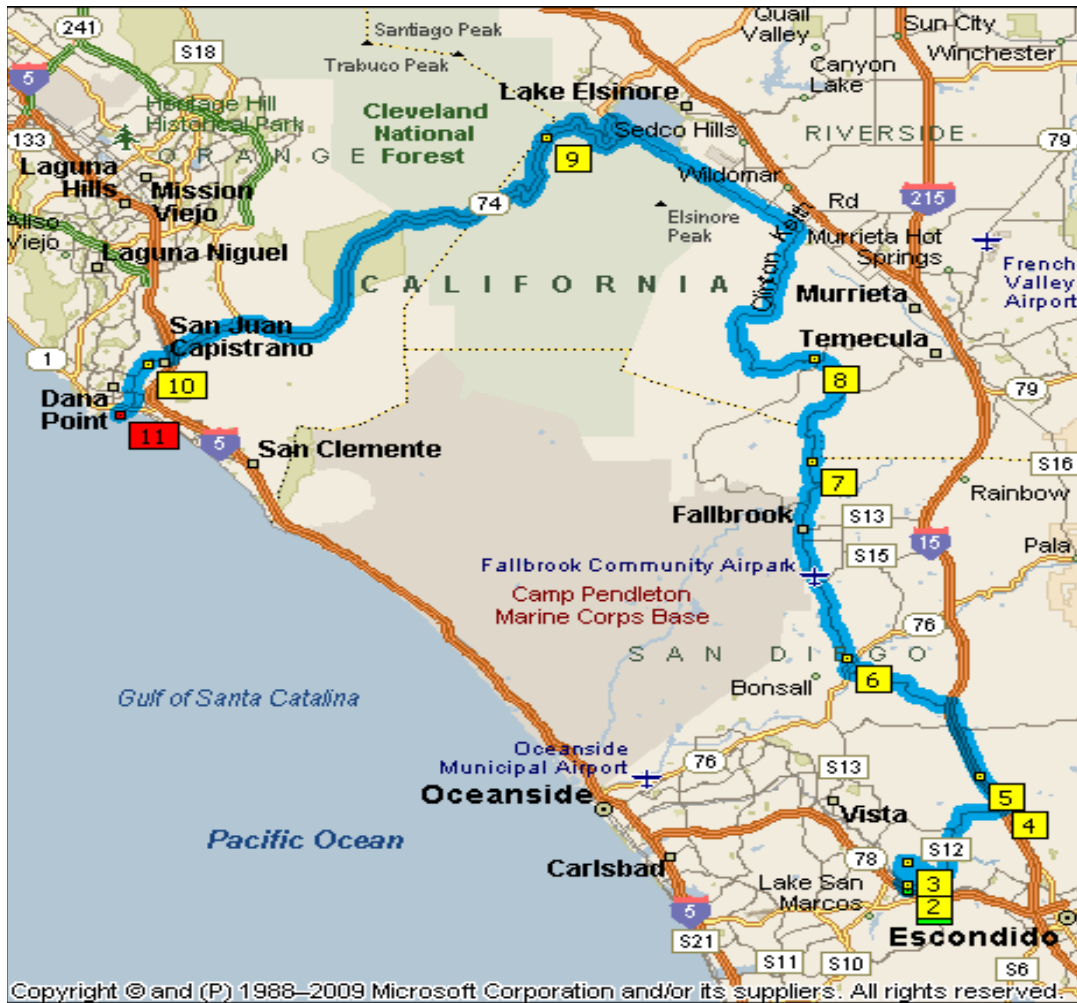 241
S18
Santiago Peak
Trabuco Peak
Quail
Valley
Sun City
Winchester
5
Canyon
Lake
Lake Elsinore
Heritage Hill
Historical Park
Cleveland
National
Forest
Sedco Hills
RIVERSIDE
133
ORANGE
79
Laguna
Hills
Mission
Viejo
9
Wildomar
74
Rd
215
Aliso
Viejo
Elsinore
Peak
Clinton Keith
Murrieta Hot
Springs
Laguna Niguel
French
Valley
Airport
CALIFORNIA
Murrieta
San Juan
Capistrano
Temecula
1
10
8
79
Dana
Point
11
5
San Clemente
S16
7
Rainbow
Fallbrook
S13
15
S15
Pala
Fallbrook Community Airpark
Camp Pendleton
Marine Corps Base
76
SAN DIEGO
6
Bonsall
Gulf of Santa Catalina
Oceanside
Municipal Airport
76
S13
Oceanside
5
Vista
4
Pacific Ocean
78
S12
Carlsbad
Lake San
Marcos
3
2
5
Escondido
S21
S11
S10
S6
Copyright © and (P) 1988–2009 Microsoft Corporation and/or its suppliers. All rights reserved.